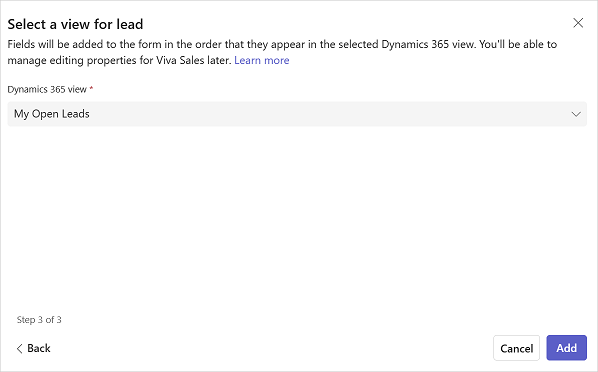 Select a view for lead
Fields will be added to the form in the order that they appear in the selected Dynamics 365 view. You'll be able to
manage editing properties for Viva Sales later. Learn more
Dynamics 365 view *
My Open Leads
Step 3 of 3
Back
Cancel
Add